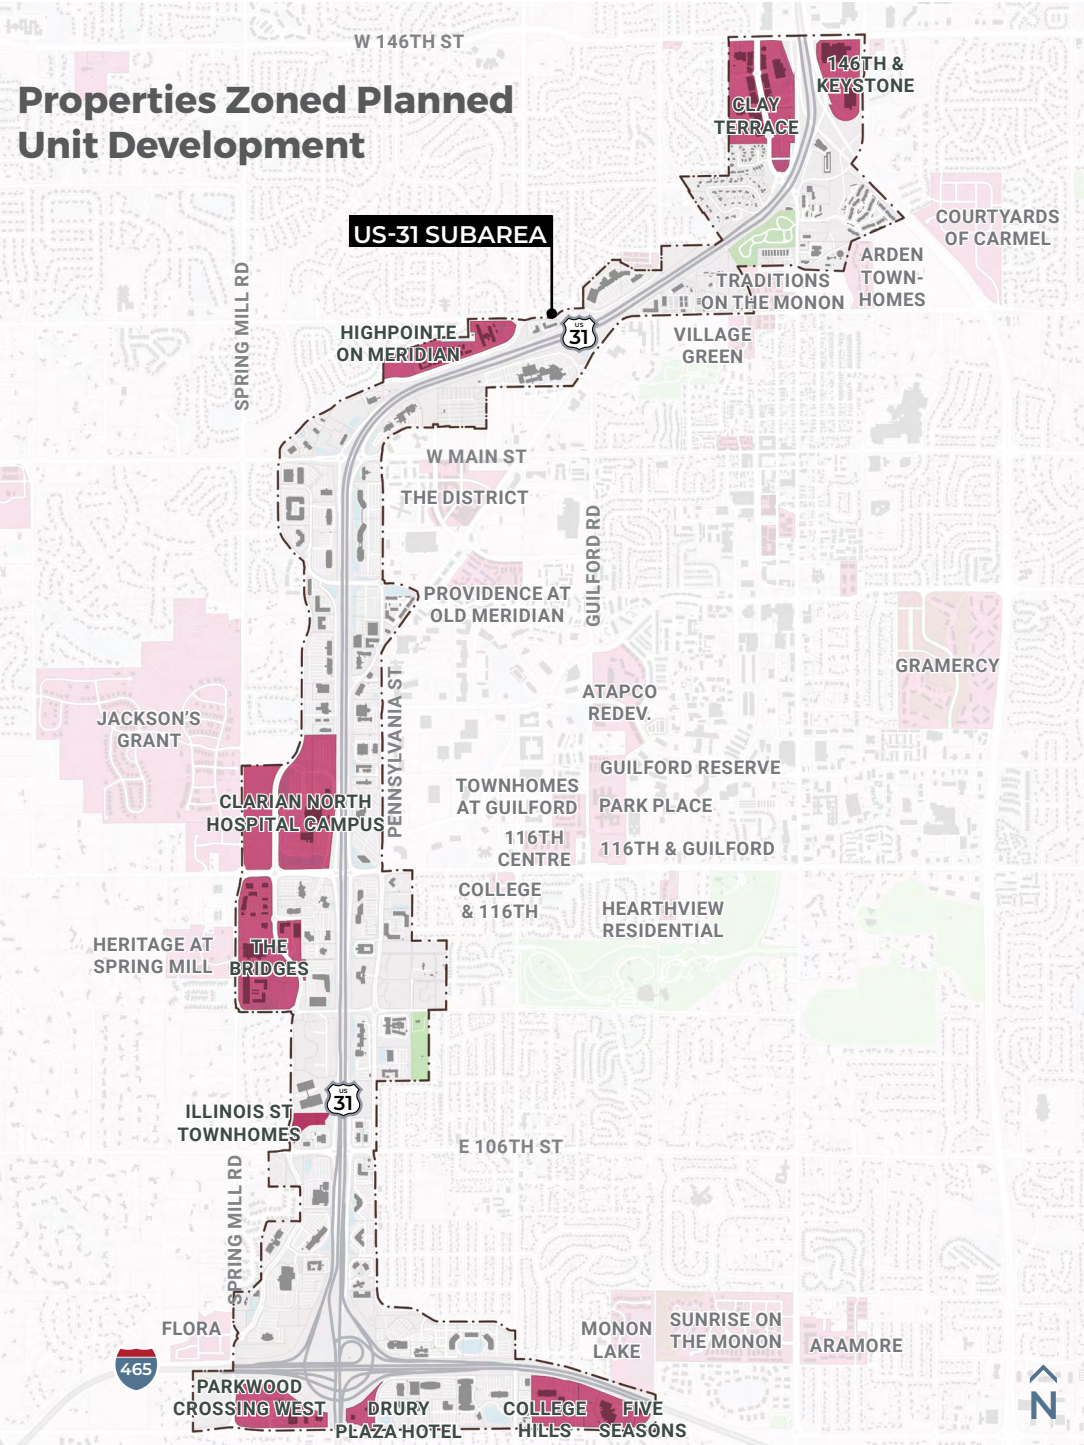 W 146TH ST
Properties Zoned Planned
Unit Development
146TH &
KEYSTONE
CLAY
TERRACE
US-31 SUBAREA
COURTYARDS
OF CARMEL
ARDEN
TOWN-
HOMES
TRADITIONS
ON THE MONON
SPRING MILL RD
HIGHPOINTE
ON MERIDIAN
US
31
VILLAGE
GREEN
W MAIN ST
THE DISTRICT
GUILFORD RD
PROVIDENCE AT
OLD MERIDIAN
GRAMERCY
ATAPCO
REDEV.
JACKSON'S
GRANT
PENNSYLVANIA ST
GUILFORD RESERVE
TOWNHOMES
AT GUILFORD
PARK PLACE
CLARIAN NORTH
HOSPITAL CAMPUS
116TH
CENTRE
116TH & GUILFORD
COLLEGE
& 116TH
HEARTHVIEW
RESIDENTIAL
HERITAGE AT
SPRING MILL
THE
BRIDGES
US
31
ILLINOIS ST
TOWNHOMES
E 106TH ST
SPRING MILL RD
FLORA
MONON
LAKE
SUNRISE ON
THE MONON
ARAMORE
465
PARKWOOD
CROSSING WEST
DRURY
PLAZA HOTEL
COLLEGE
HILLS
FIVE
SEASONS
N